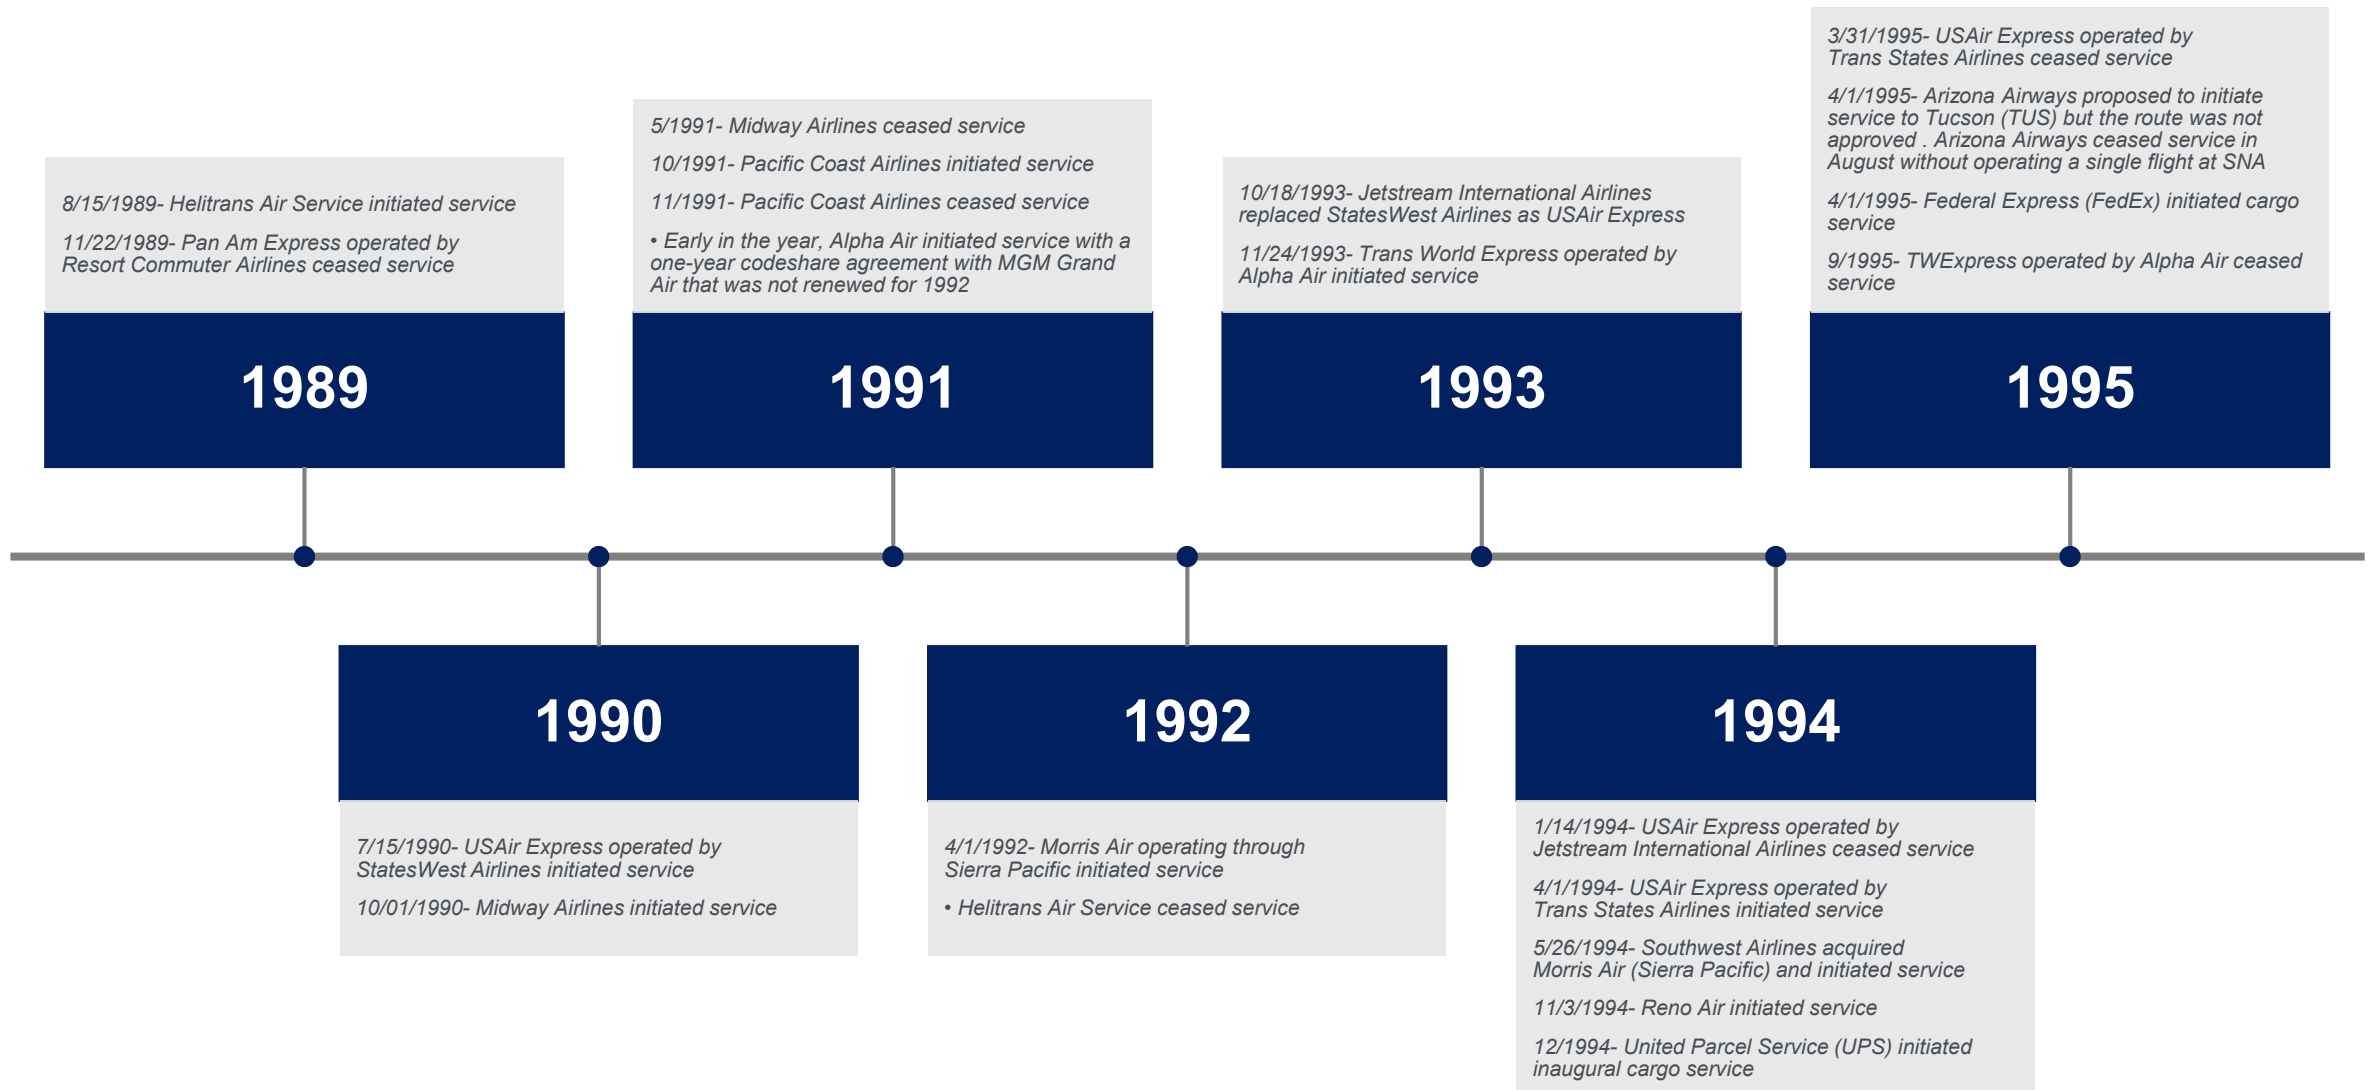 8/15/1989- Helitrans Air Service initiated service
11/22/1989- Pan Am Express operated by
Resort Commuter Airlines ceased service
1989
7/15/1990- USAir Express operated by
StatesWest Airlines initiated service
10/01/1990- Midway Airlines initiated service
1990
5/1991- Midway Airlines ceased service
10/1991- Pacific Coast Airlines initiated service
11/1991- Pacific Coast Airlines ceased service
• Early in the year, Alpha Air initiated service with a
one-year codeshare agreement with MGM Grand
Air that was not renewed for 1992
1991
1992
4/1/1992- Morris Air operating through
Sierra Pacific initiated service
• Helitrans Air Service ceased service
10/18/1993- Jetstream International Airlines
replaced StatesWest Airlines as USAir Express
11/24/1993- Trans World Express operated by
Alpha Air initiated service
1993
1994
1/14/1994- USAir Express operated by
Jetstream International Airlines ceased service
4/1/1994- USAir Express operated by
Trans States Airlines initiated service
5/26/1994- Southwest Airlines acquired
Morris Air (Sierra Pacific) and initiated service
11/3/1994- Reno Air initiated service
12/1994- United Parcel Service (UPS) initiated
inaugural cargo service
3/31/1995- USAir Express operated by
Trans States Airlines ceased service
4/1/1995- Arizona Airways proposed to initiate
service to Tucson (TUS) but the route was not
approved . Arizona Airways ceased service in
August without operating a single flight at SNA
4/1/1995- Federal Express (FedEx) initiated cargo
service
9/1995- TWExpress operated by Alpha Air ceased
service
1995